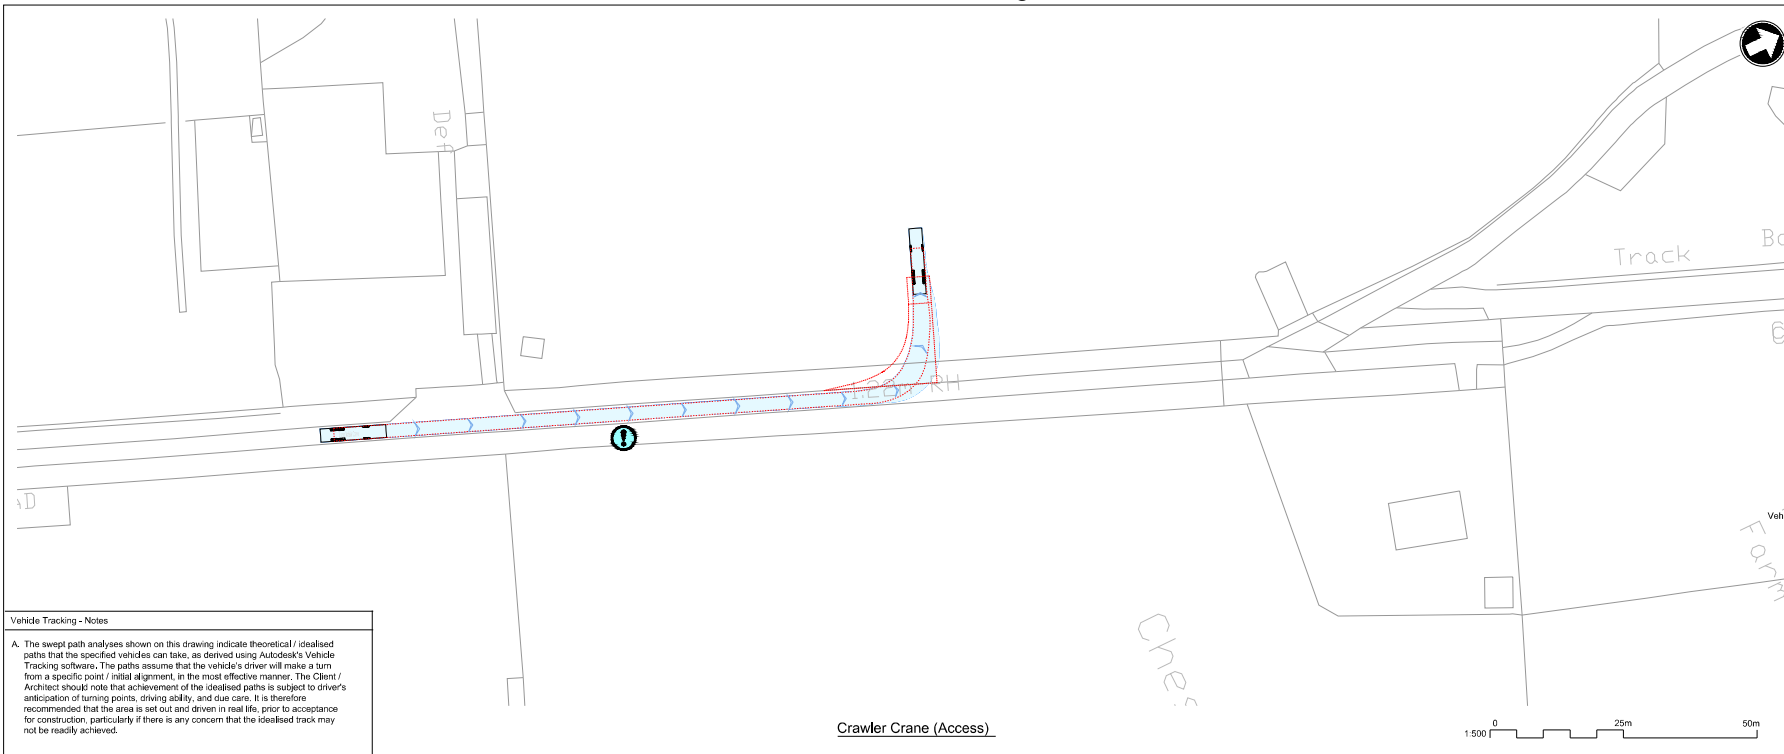 Def
Track
1.22m RH
Vehicle Tracking - Notes
A. The swept path analyses shown on this drawing indicate theoretical / idealised
paths that the specified vehicles can take, as derived using Autodesk's Vehicle
Tracking software. The paths assume that the vehicle's driver will make a turn
from a specific point / initial alignment, in the most effective manner. The Client /
Architect should note that achievement of the idealised paths is subject to driver's
anticipation of turning points, driving ability, and due care. It is therefore
recommended that the area is set out and driven in real life, prior to acceptance
for construction, particularly if there is any concern that the idealised track may
not be readily achieved.
Crawler Crane (Access)
1:500
0 25m 50m